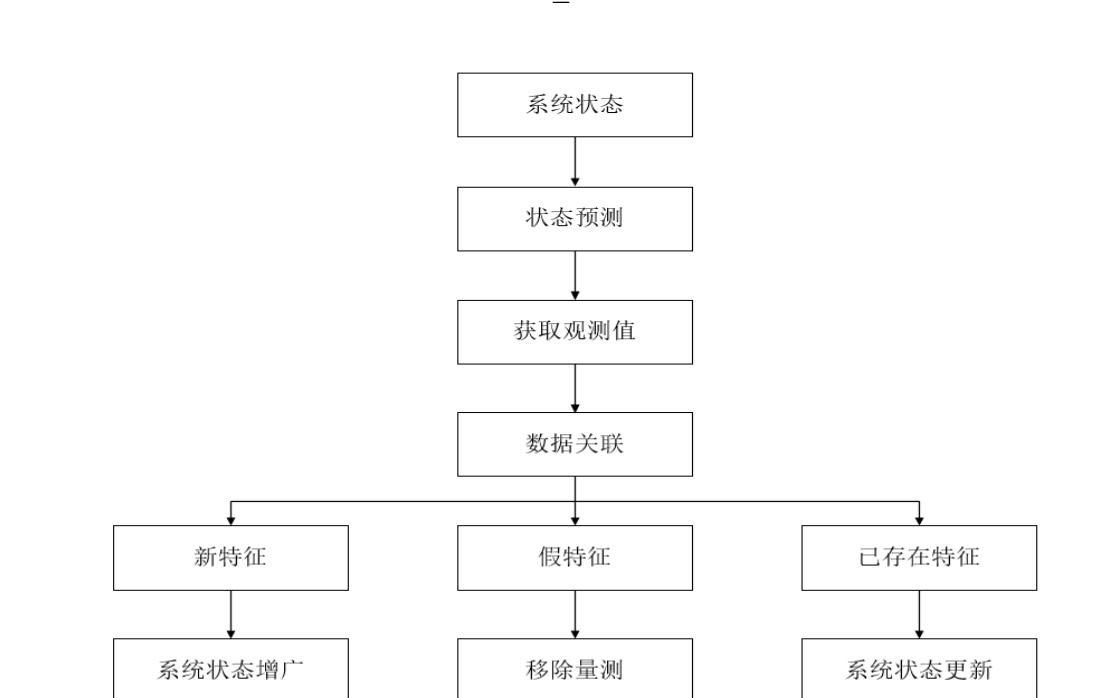 系统状态
状态预测
获取观测值
数据关联
新特征
假特征
已存在特征
系统状态增广
移除量测
系统状态更新